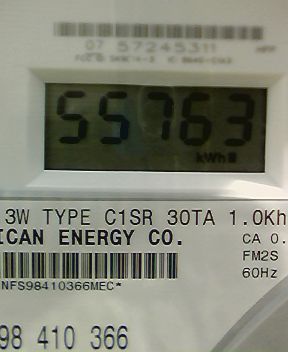 07 57245311
55763
kWh
3W TYPE C1SR 30TA 1.0Kh
ICAN ENERGY CO.
CA 0.
FM2S
60Hz
NFS98410366MEC*
98 410 366